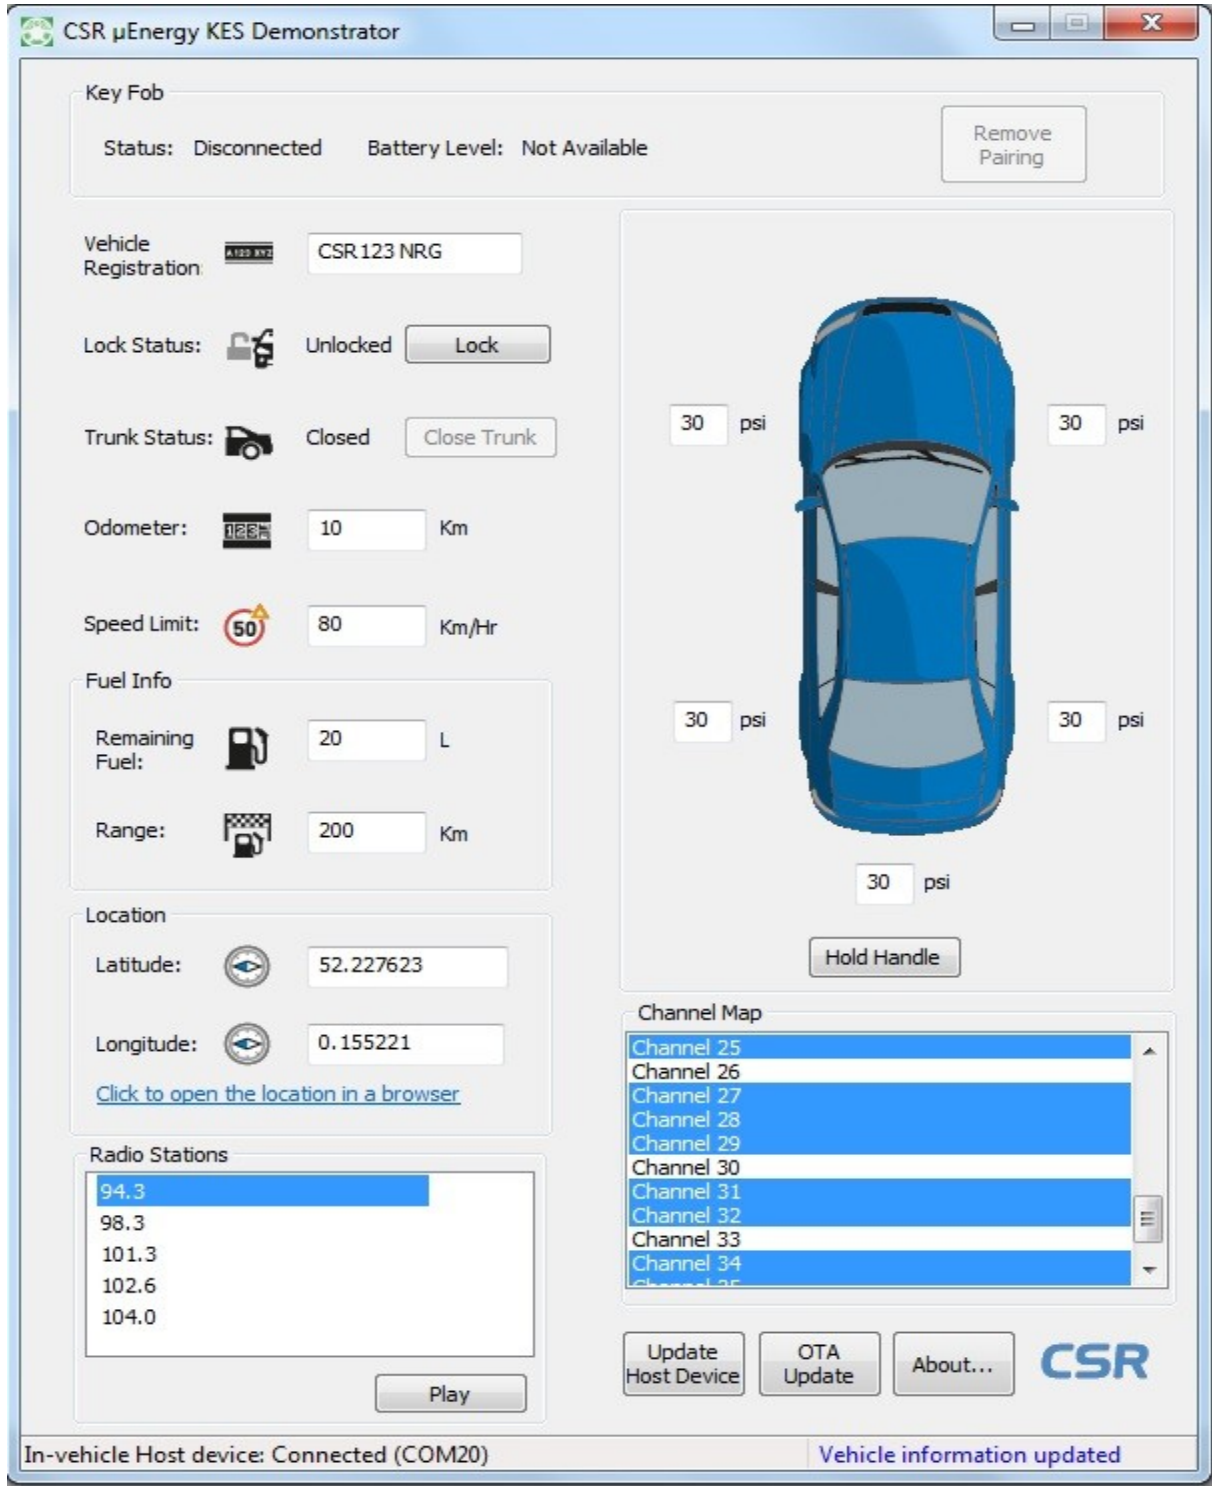 CSR µEnergy KES Demonstrator
Key Fob
Status: Disconnected Battery Level: Not Available
Remove
Pairing
Vehicle
Registration:
A123 XYZ
CSR123 NRG
Lock Status: Unlocked Lock
Trunk Status: Closed Close Trunk
Odometer: 123 10 Km
Speed Limit: 50 80 Km/Hr
Fuel Info
Remaining
Fuel:
20 L
Range: 200 Km
Location
Latitude: 52.227623
Longitude: 0.155221
Click to open the location in a browser
Radio Stations
94.3
98.3
101.3
102.6
104.0
Play
30 psi
30 psi
30 psi
30 psi
30 psi
Hold Handle
Channel Map
Channel 25
Channel 26
Channel 27
Channel 28
Channel 29
Channel 30
Channel 31
Channel 32
Channel 33
Channel 34
Channel 35
Update
Host Device
OTA
Update
About...
CSR
In-vehicle Host device: Connected (COM20)
Vehicle information updated